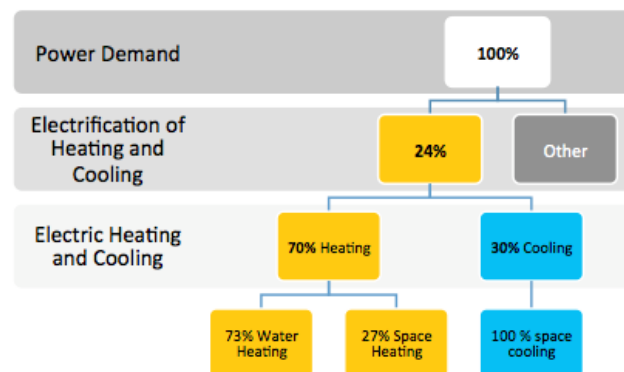 Power Demand
100%
Electrification of
Heating and
Cooling
24%
Other
Electric Heating
and Cooling
70% Heating
30% Cooling
73% Water
Heating
27% Space
Heating
100 % space
cooling